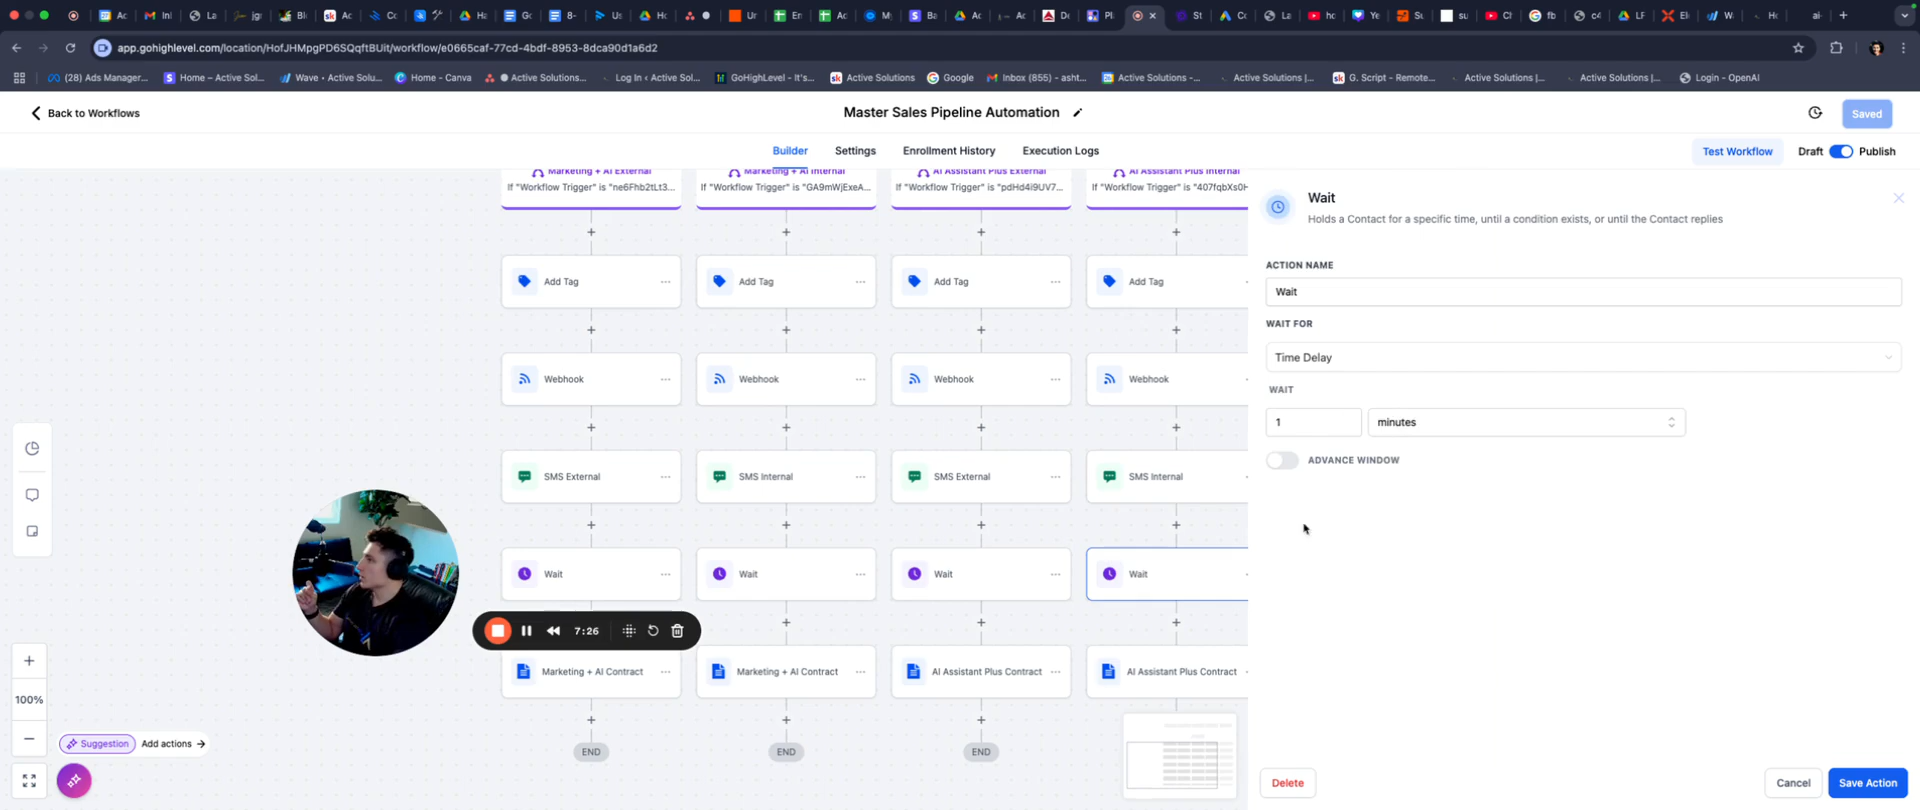 app.gohighlevel.com/location/HofJHMpgPD6SQqftBUit/workflow/e0665caf-77cd-4bdf-8953-8dca90d1a6d2
(28) Ads Manager...
Home – Active Sol...
Wave • Active Solu...
Home - Canva
Active Solutions...
Log In ‹ Active Sol...
GoHighLevel - It's...
Active Solutions
Google
Inbox (855) - asht...
Active Solutions -...
Active Solutions |...
G. Script - Remote...
Active Solutions |...
Active Solutions |...
Login - OpenAI
Back to Workflows
Master Sales Pipeline Automation
Saved
Builder
Settings
Enrollment History
Execution Logs
Test Workflow
Draft
Publish
Marketing + AI External
Marketing + AI Internal
AI Assistant Plus External
AI Assistant Plus Internal
If "Workflow Trigger" is "ne6Fhb2tLt3...
If "Workflow Trigger" is "GA9mWjExeA...
If "Workflow Trigger" is "pdHd4i9UV7...
If "Workflow Trigger" is "407fqbXs0H
Add Tag
Add Tag
Add Tag
Add Tag
Webhook
Webhook
Webhook
Webhook
SMS External
SMS Internal
SMS External
SMS Internal
Wait
Wait
Wait
Wait
7:26
Marketing + AI Contract
Marketing + AI Contract
AI Assistant Plus Contract
AI Assistant Plus Contract
END
END
END
100%
Suggestion
Add actions
Wait
Holds a Contact for a specific time, until a condition exists, or until the Contact replies
ACTION NAME
Wait
WAIT FOR
Time Delay
WAIT
1
minutes
ADVANCE WINDOW
Delete
Cancel
Save Action